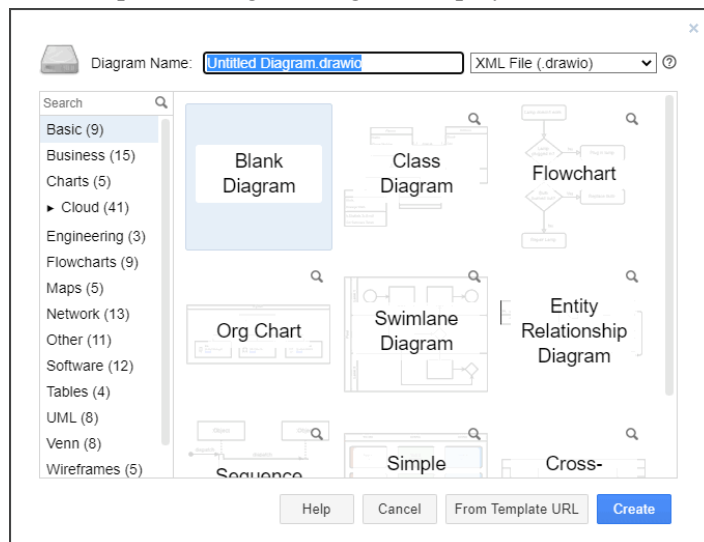 ×
Diagram Name: Untitled Diagram.drawio XML File (.drawio)
Search
Basic (9)
Business (15)
Charts (5)
▸ Cloud (41)
Engineering (3)
Flowcharts (9)
Maps (5)
Network (13)
Other (11)
Software (12)
Tables (4)
UML (8)
Venn (8)
Wireframes (5)
Blank
Diagram
Class
Diagram
Flowchart
Org Chart
Swimlane
Diagram
Entity
Relationship
Diagram
Sequence
Simple
Cross-
Help Cancel From Template URL Create